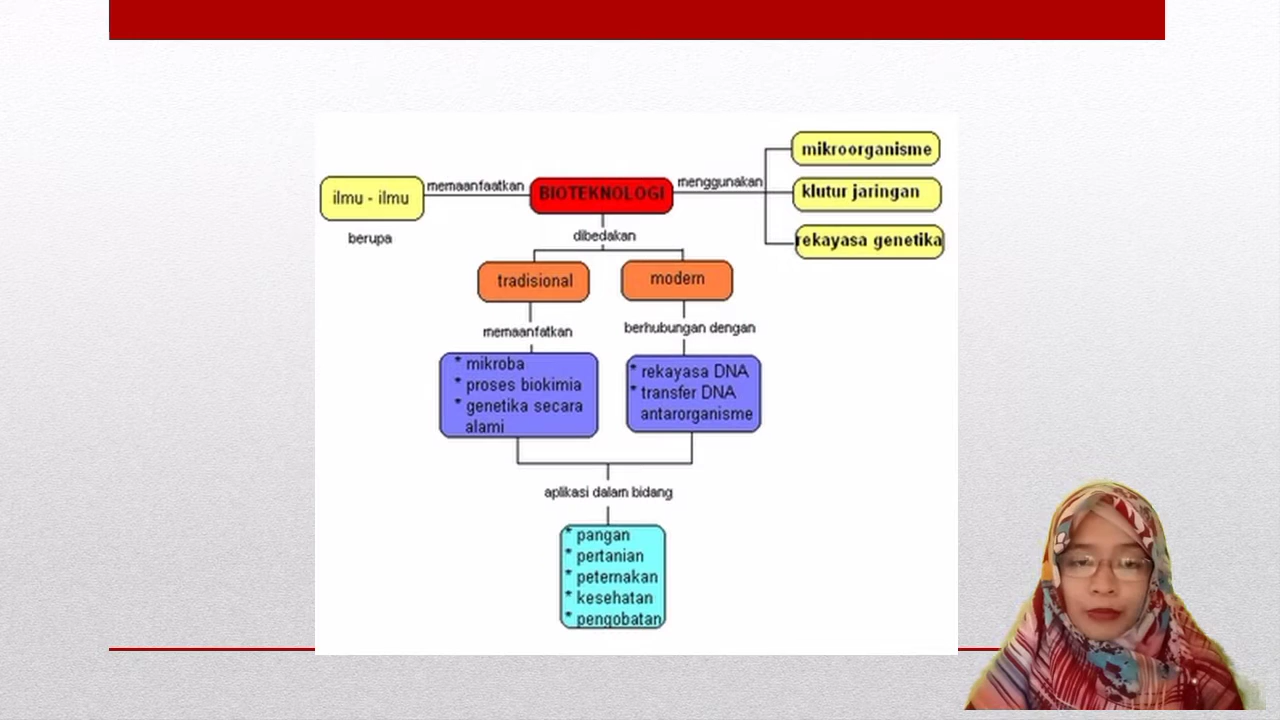 ilmu - ilmu
berupa
memaanfaatkan
BIOTEKNOLOGI
menggunakan
mikroorganisme
klutur jaringan
rekayasa genetika
dibedakan
tradisional
modern
memaanfatkan
berhubungan dengan
* mikroba
* proses biokimia
* genetika secara
alami
* rekayasa DNA
* transfer DNA
antarorganisme
aplikasi dalam bidang
* pangan
* pertanian
* peternakan
* kesehatan
* pengobatan